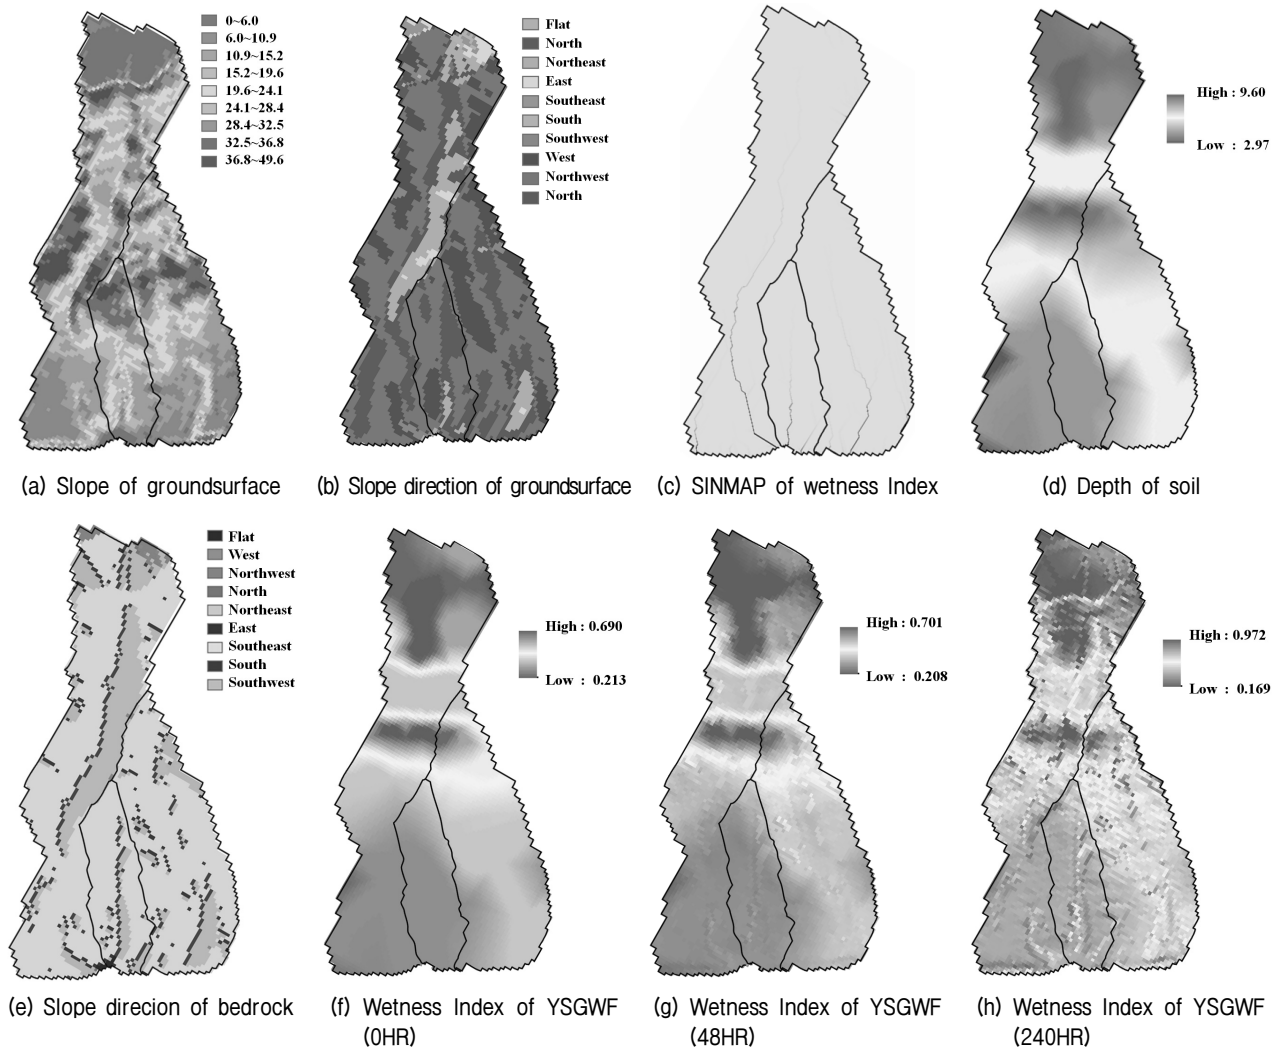 0~6.0
6.0~10.9
10.9~15.2
15.2~19.6
19.6~24.1
24.1~28.4
28.4~32.5
32.5~36.8
36.8~49.6
Flat
North
Northeast
East
Southeast
South
Southwest
West
Northwest
North
High : 9.60
Low : 2.97
(a) Slope of groundsurface
(b) Slope direction of groundsurface
(c) SINMAP of wetness Index
(d) Depth of soil
Flat
West
Northwest
North
Northeast
East
Southeast
South
Southwest
High : 0.690
Low : 0.213
High : 0.701
Low : 0.208
High : 0.972
Low : 0.169
(e) Slope direcion of bedrock
(f) Wetness Index of YSGWF
(0HR)
(g) Wetness Index of YSGWF
(48HR)
(h) Wetness Index of YSGWF
(240HR)